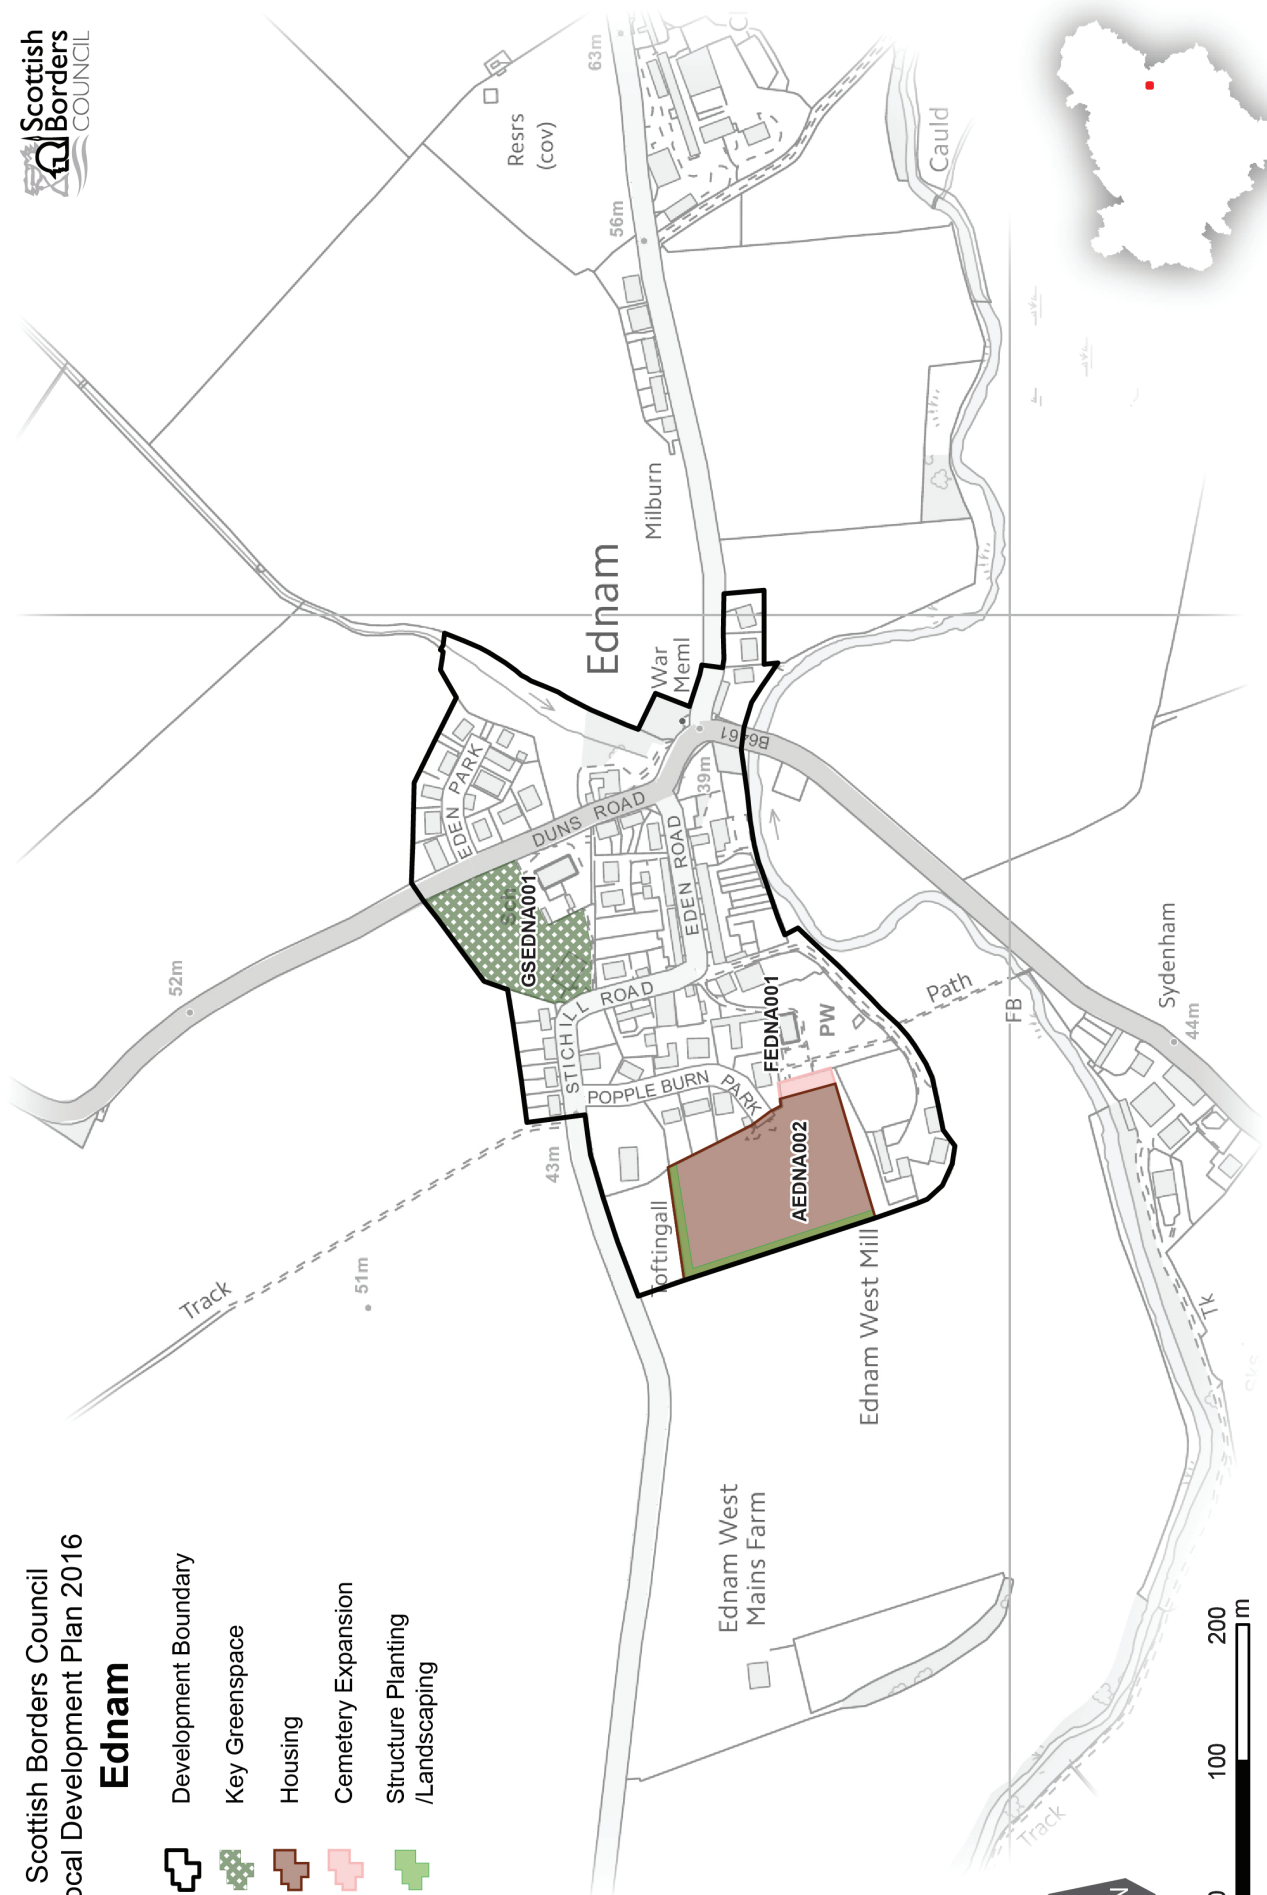 Scottish Borders Council
ocal Development Plan 2016
Ednam
Development Boundary
Key Greenspace
Housing
Cemetery Expansion
Structure Planting
/Landscaping
Scottish
Borders
COUNCIL
Track
51m
52m
43m
STICHILL ROAD
POPPLE BURN PARK
Toftingall
AEDNA002
FEDNA001
PW
GSEDNA001
Sch
EDEN PARK
DUNS ROAD
EDEN ROAD
39m
B6461
War
Meml
Ednam
Milburn
56m
63m
Resrs
(cov)
Cauld
Path
FB
Sydenham
44m
Tk
Ednam West Mill
Ednam West
Mains Farm
Track
0
100
200
m
N